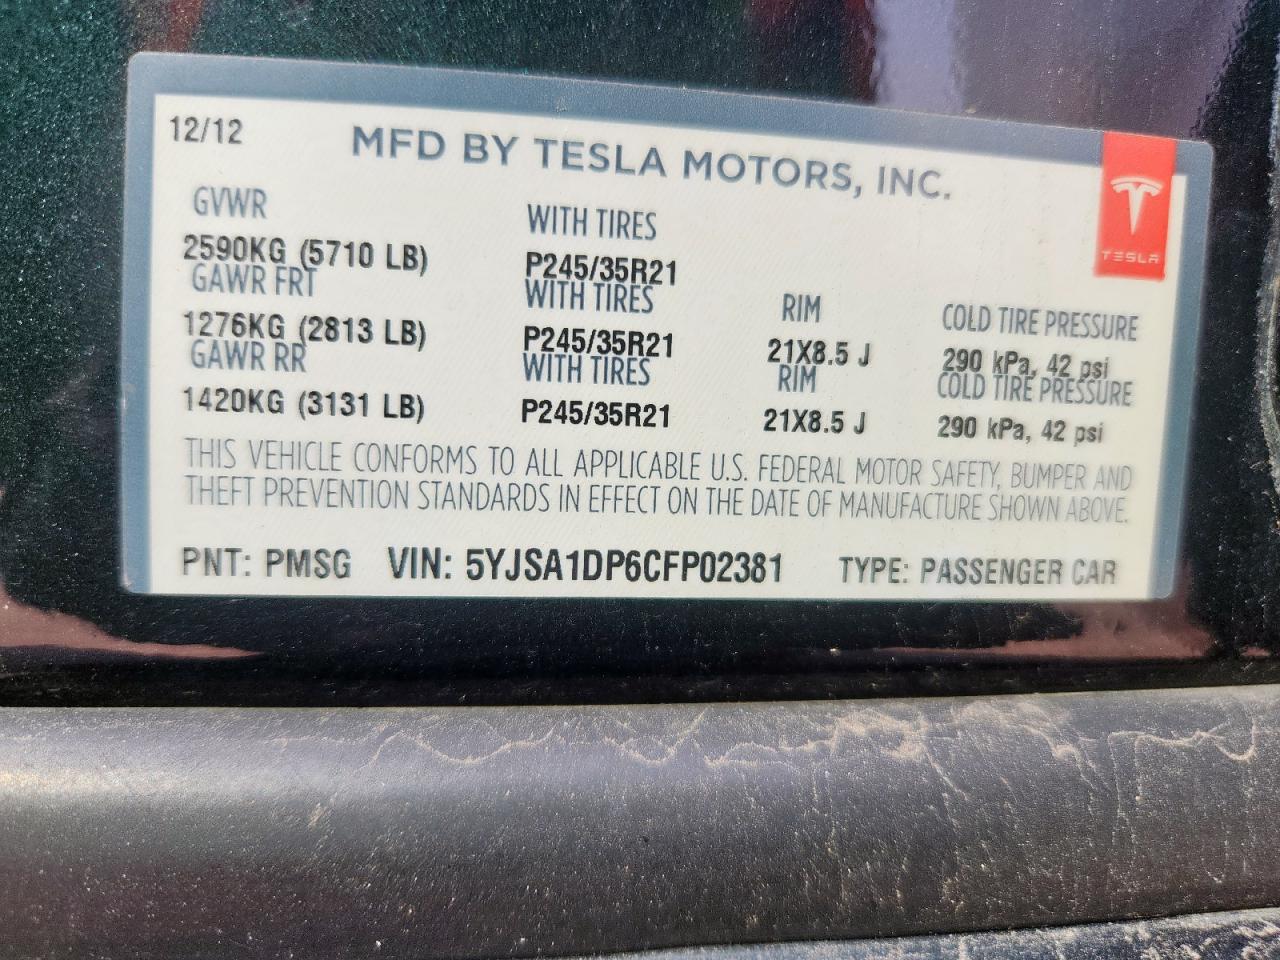 12/12 MFD BY TESLA MOTORS, INC.
TESLA
GVWR WITH TIRES
2590KG (5710 LB) P245/35R21
GAWR FRT WITH TIRES RIM COLD TIRE PRESSURE
1276KG (2813 LB) P245/35R21 21X8.5 J 290 kPa, 42 psi
GAWR RR WITH TIRES RIM COLD TIRE PRESSURE
1420KG (3131 LB) P245/35R21 21X8.5 J 290 kPa, 42 psi
THIS VEHICLE CONFORMS TO ALL APPLICABLE U.S. FEDERAL MOTOR SAFETY, BUMPER AND
THEFT PREVENTION STANDARDS IN EFFECT ON THE DATE OF MANUFACTURE SHOWN ABOVE.
PNT: PMSG VIN: 5YJSA1DP6CFP02381 TYPE: PASSENGER CAR